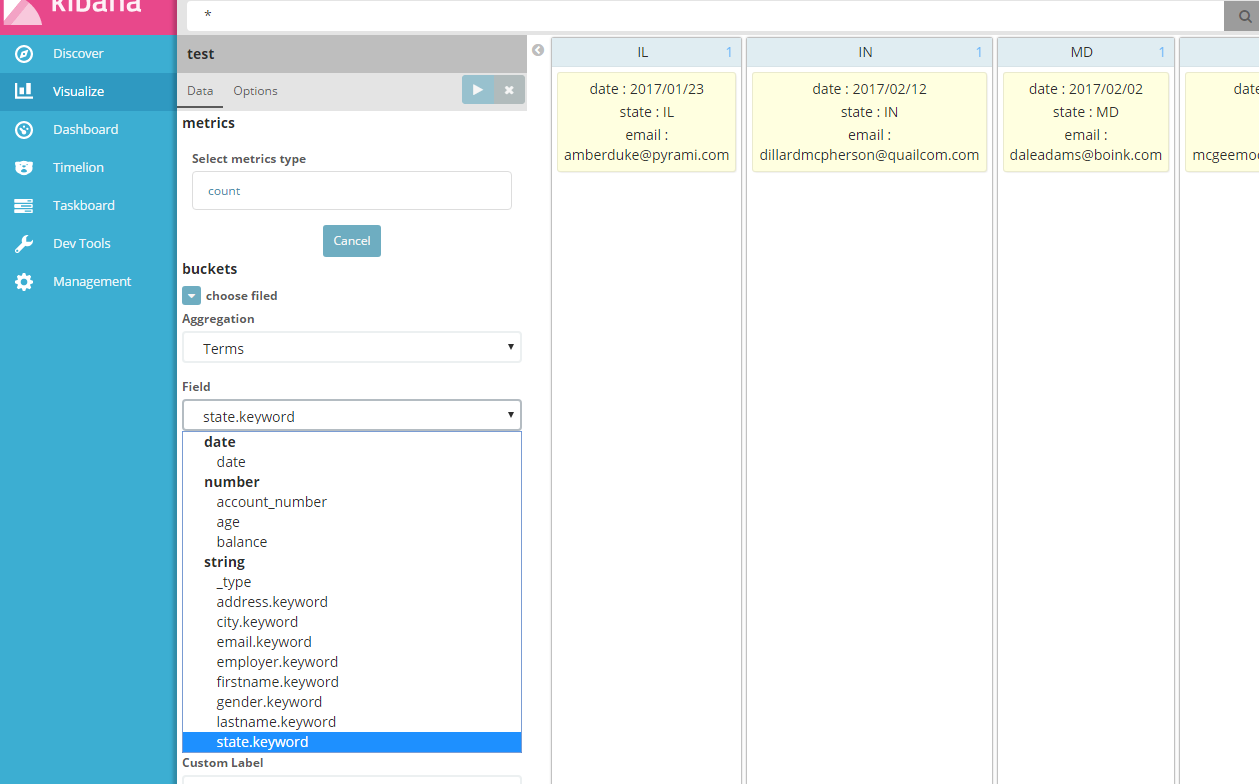 kibana
*
Discover
Visualize
Dashboard
Timelion
Taskboard
Dev Tools
Management
test
Data Options
metrics
Select metrics type
count
Cancel
buckets
choose filed
Aggregation
Terms
Field
state.keyword
date
date
number
account_number
age
balance
string
_type
address.keyword
city.keyword
email.keyword
employer.keyword
firstname.keyword
gender.keyword
lastname.keyword
state.keyword
Custom Label
IL 1
date : 2017/01/23
state : IL
email :
amberduke@pyrami.com
IN 1
date : 2017/02/12
state : IN
email :
dillardmcpherson@quailcom.com
MD 1
date : 2017/02/02
state : MD
email :
daleadams@boink.com
date